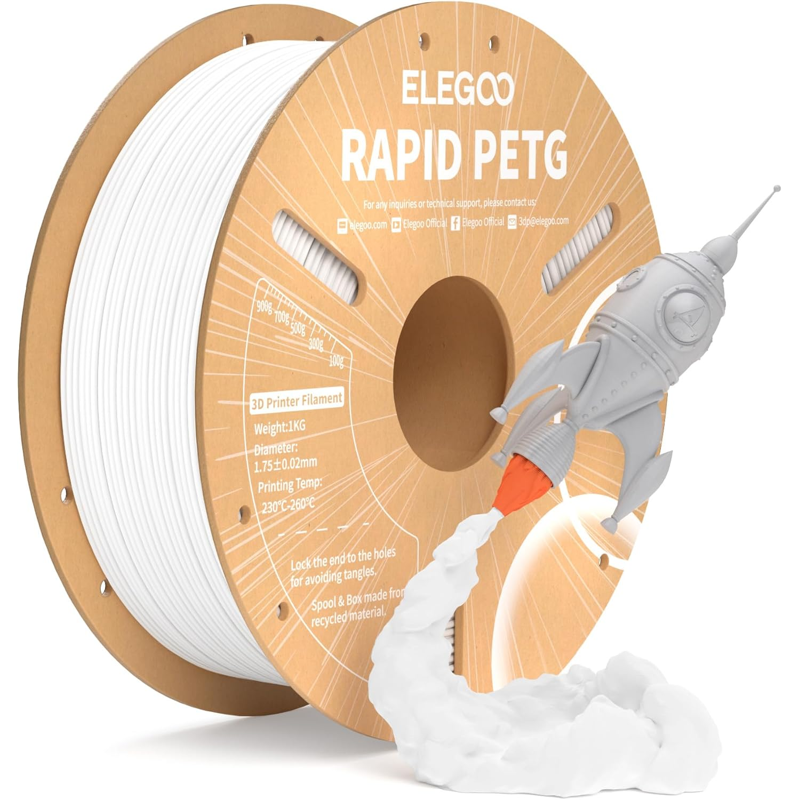 ELEGOO
RAPID PETG
For any inquiries or technical support, please contact us:
elegoo.com Elegoo Official Elegoo Official 3dp@elegoo.com
900g 700g 500g 300g 100g
3D Printer Filament
Weight:1KG
Diameter:
1.75±0.02mm
Printing Temp:
230℃-260℃
Lock the end to the holes
for avoiding tangles.
Spool & Box made from
recycled material.